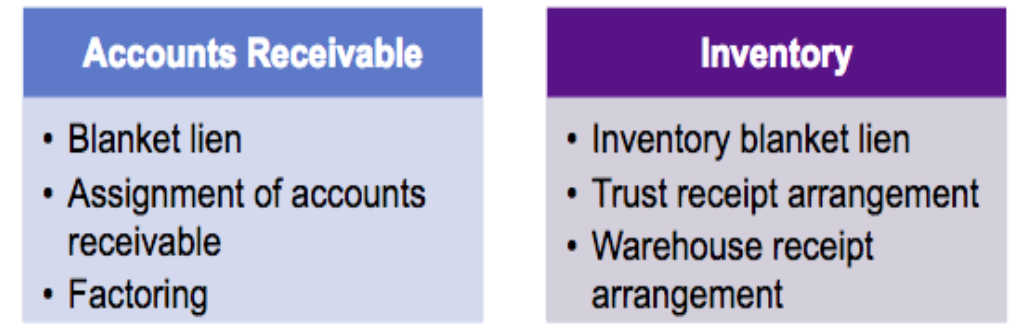 Accounts Receivable
• Blanket lien
• Assignment of accounts
receivable
• Factoring
Inventory
• Inventory blanket lien
• Trust receipt arrangement
• Warehouse receipt
arrangement